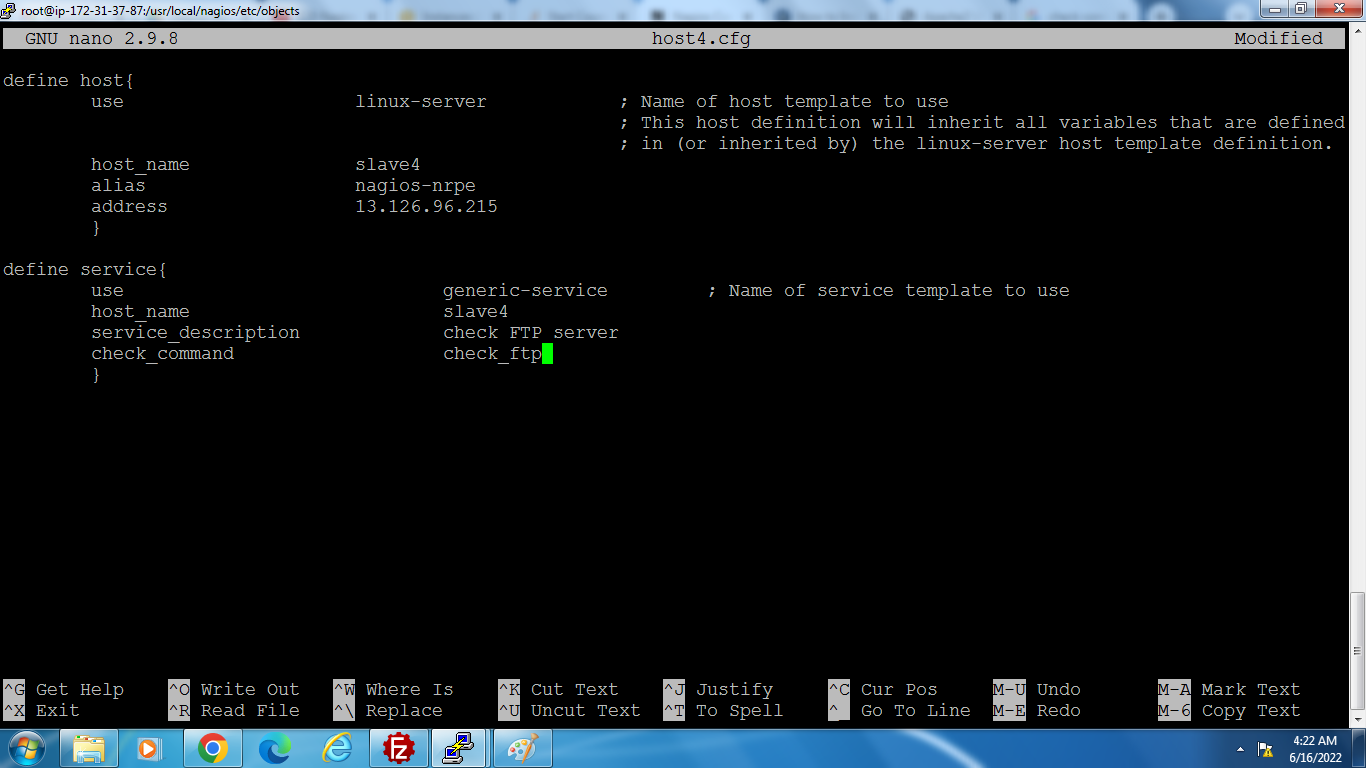 root@ip-172-31-37-87:/usr/local/nagios/etc/objects
GNU nano 2.9.8 host4.cfg Modified
define host{
use linux-server ; Name of host template to use
; This host definition will inherit all variables that are defined
; in (or inherited by) the linux-server host template definition.
host_name slave4
alias nagios-nrpe
address 13.126.96.215
}
define service{
use generic-service ; Name of service template to use
host_name slave4
service_description check FTP server
check_command check_ftp
}
^G Get Help ^O Write Out ^W Where Is ^K Cut Text ^J Justify ^C Cur Pos M-U Undo M-A Mark Text
^X Exit ^R Read File ^\ Replace ^U Uncut Text ^T To Spell ^_ Go To Line M-E Redo M-6 Copy Text
4:22 AM
6/16/2022